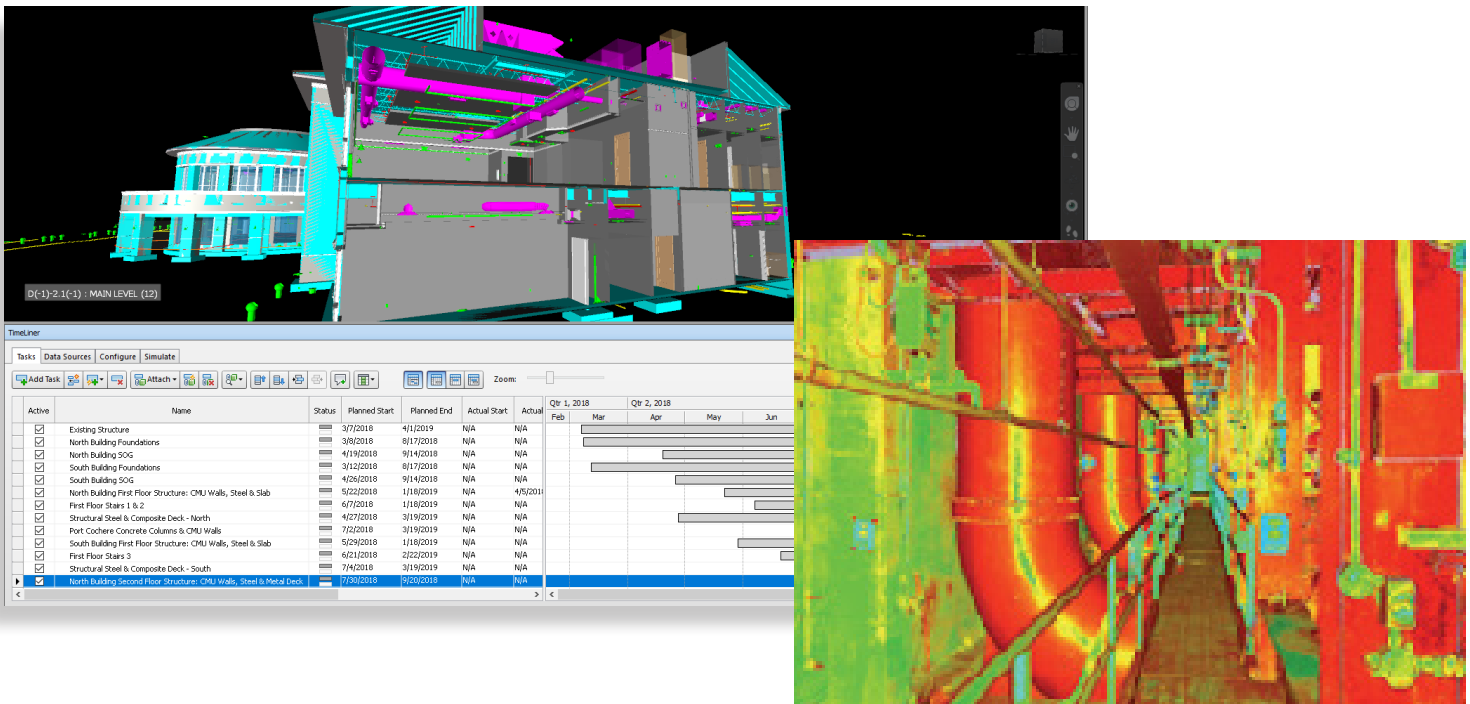 D(-1)-2.1(-1) : MAIN LEVEL (12)
TimeLiner
Tasks Data Sources Configure Simulate
Add Task Attach Zoom:
Active Name Status Planned Start Planned End Actual Start Actual Qtr 1, 2018 Qtr 2, 2018
Feb Mar Apr May Jun
Existing Structure 3/7/2018 4/1/2019 N/A N/A
North Building Foundations 3/8/2018 8/17/2018 N/A N/A
North Building SOG 4/19/2018 9/14/2018 N/A N/A
South Building Foundations 3/12/2018 8/17/2018 N/A N/A
South Building SOG 4/26/2018 9/14/2018 N/A N/A
North Building First Floor Structure: CMU Walls, Steel & Slab 5/22/2018 1/18/2019 N/A 4/5/201
First Floor Stairs 1 & 2 6/7/2018 1/18/2019 N/A N/A
Structural Steel & Composite Deck - North 4/27/2018 3/19/2019 N/A N/A
Port Cochere Concrete Columns & CMU Walls 7/2/2018 3/19/2019 N/A N/A
South Building First Floor Structure: CMU Walls, Steel & Slab 5/29/2018 1/18/2019 N/A N/A
First Floor Stairs 3 6/21/2018 2/22/2019 N/A N/A
Structural Steel & Composite Deck - South 7/4/2018 3/19/2019 N/A N/A
North Building Second Floor Structure: CMU Walls, Steel & Metal Deck 7/30/2018 9/20/2018 N/A N/A